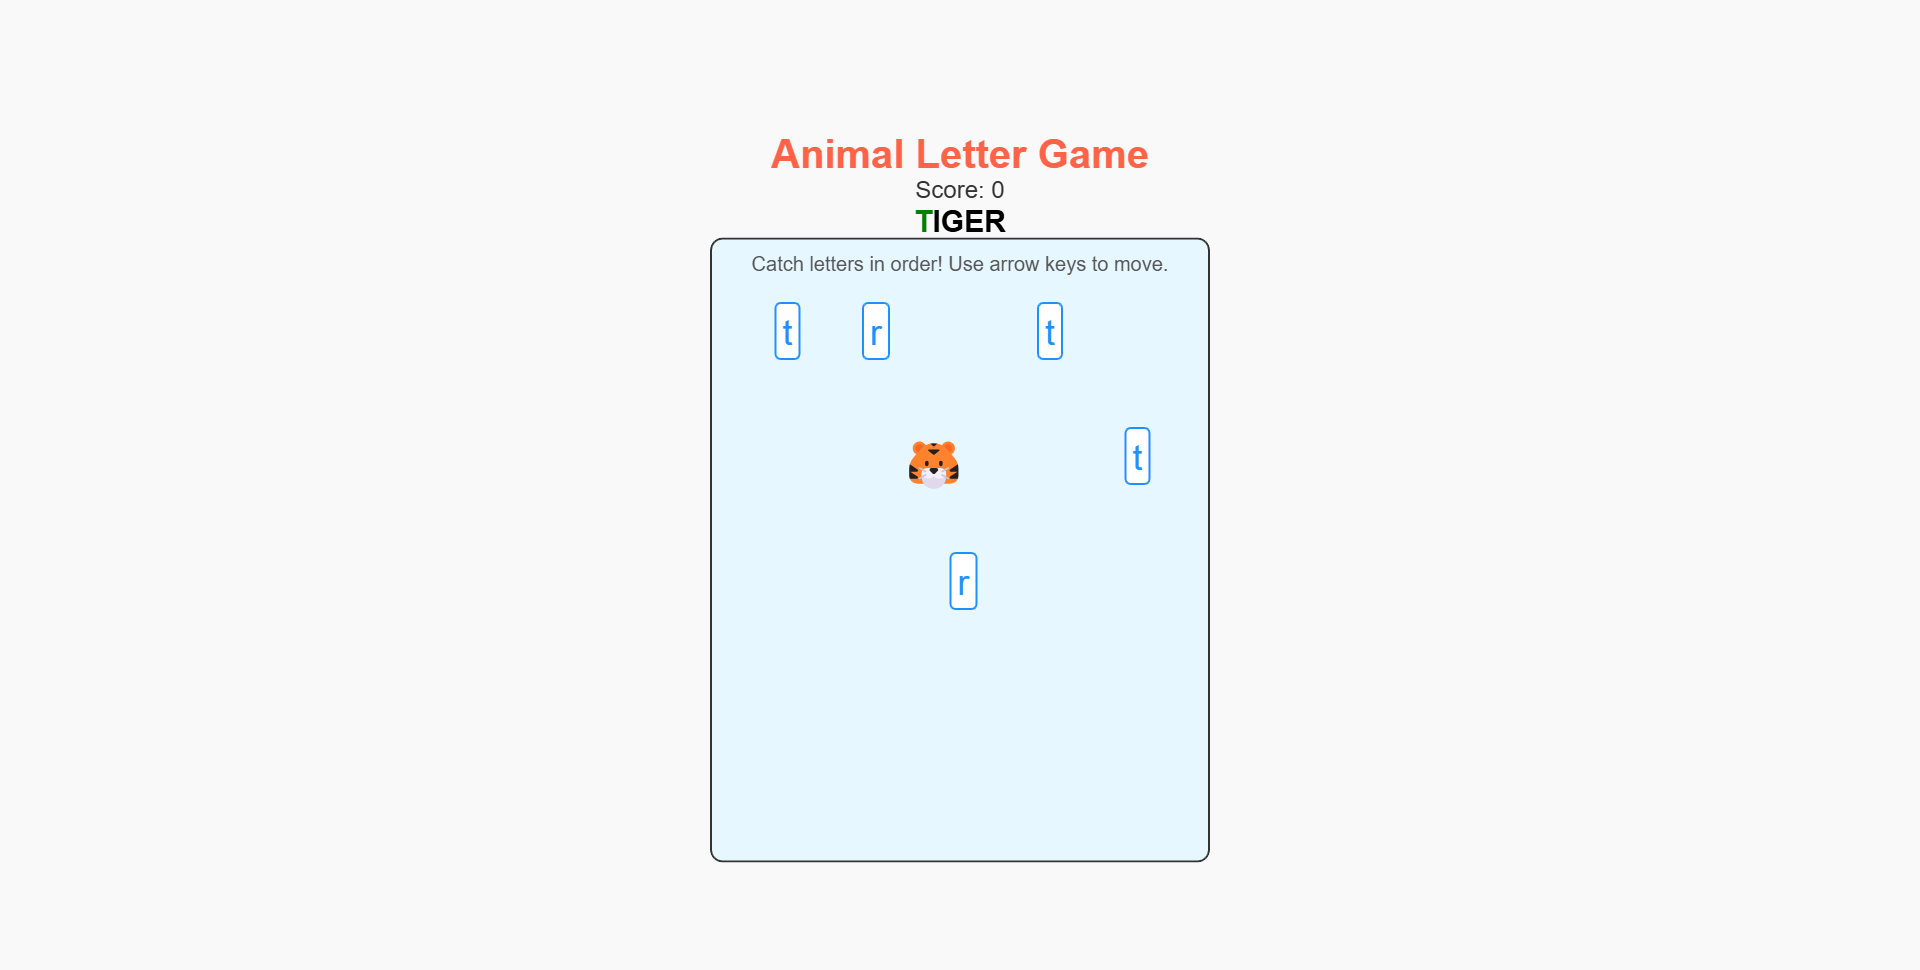 Animal Letter Game
Score: 0
TIGER
Catch letters in order! Use arrow keys to move.
t r t
t
r